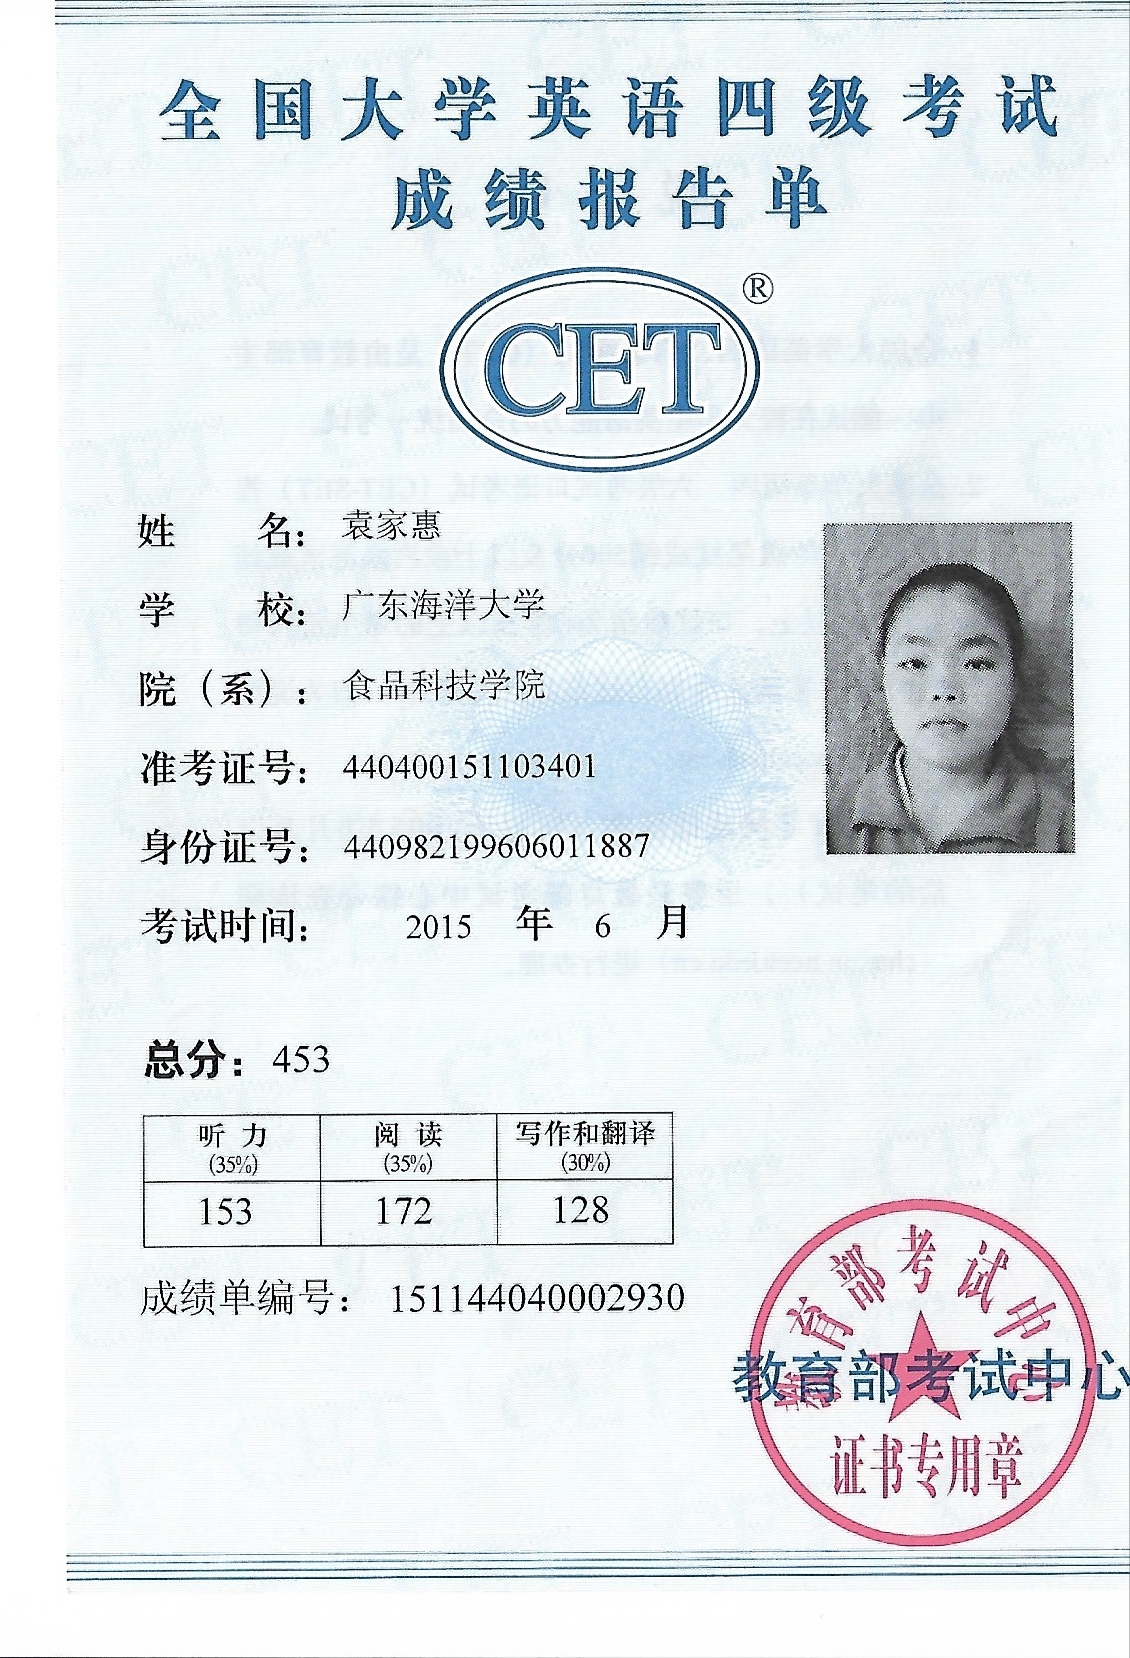 全国大学英语四级考试
成绩报告单
CET®
姓 名： 袁家惠
学 校： 广东海洋大学
院（系）： 食品科技学院
准考证号： 440400151103401
身份证号： 440982199606011887
考试时间： 2015 年 6 月
总分：453
听 力 阅 读 写作和翻译
(35%) (35%) (30%)
153 172 128
成绩单编号： 151144040002930
教育部考试中心
教育部考试中心
证书专用章